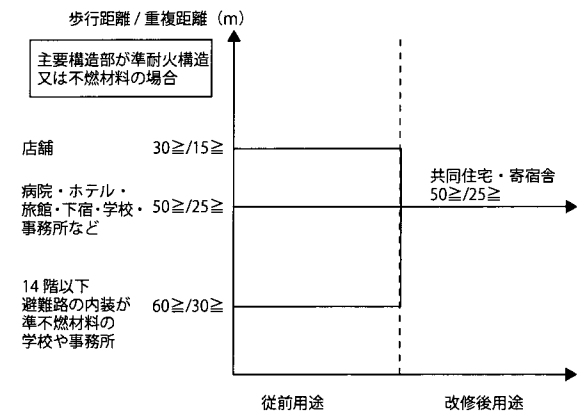 歩行距離 / 重複距離（m）
主要構造部が準耐火構造
又は不燃材料の場合
店舗 30≧/15≧
病院・ホテル・
旅館・下宿・学校・ 50≧/25≧
事務所など
共同住宅・寄宿舎
50≧/25≧
14 階以下
避難路の内装が 60≧/30≧
準不燃材料の
学校や事務所
従前用途 改修後用途